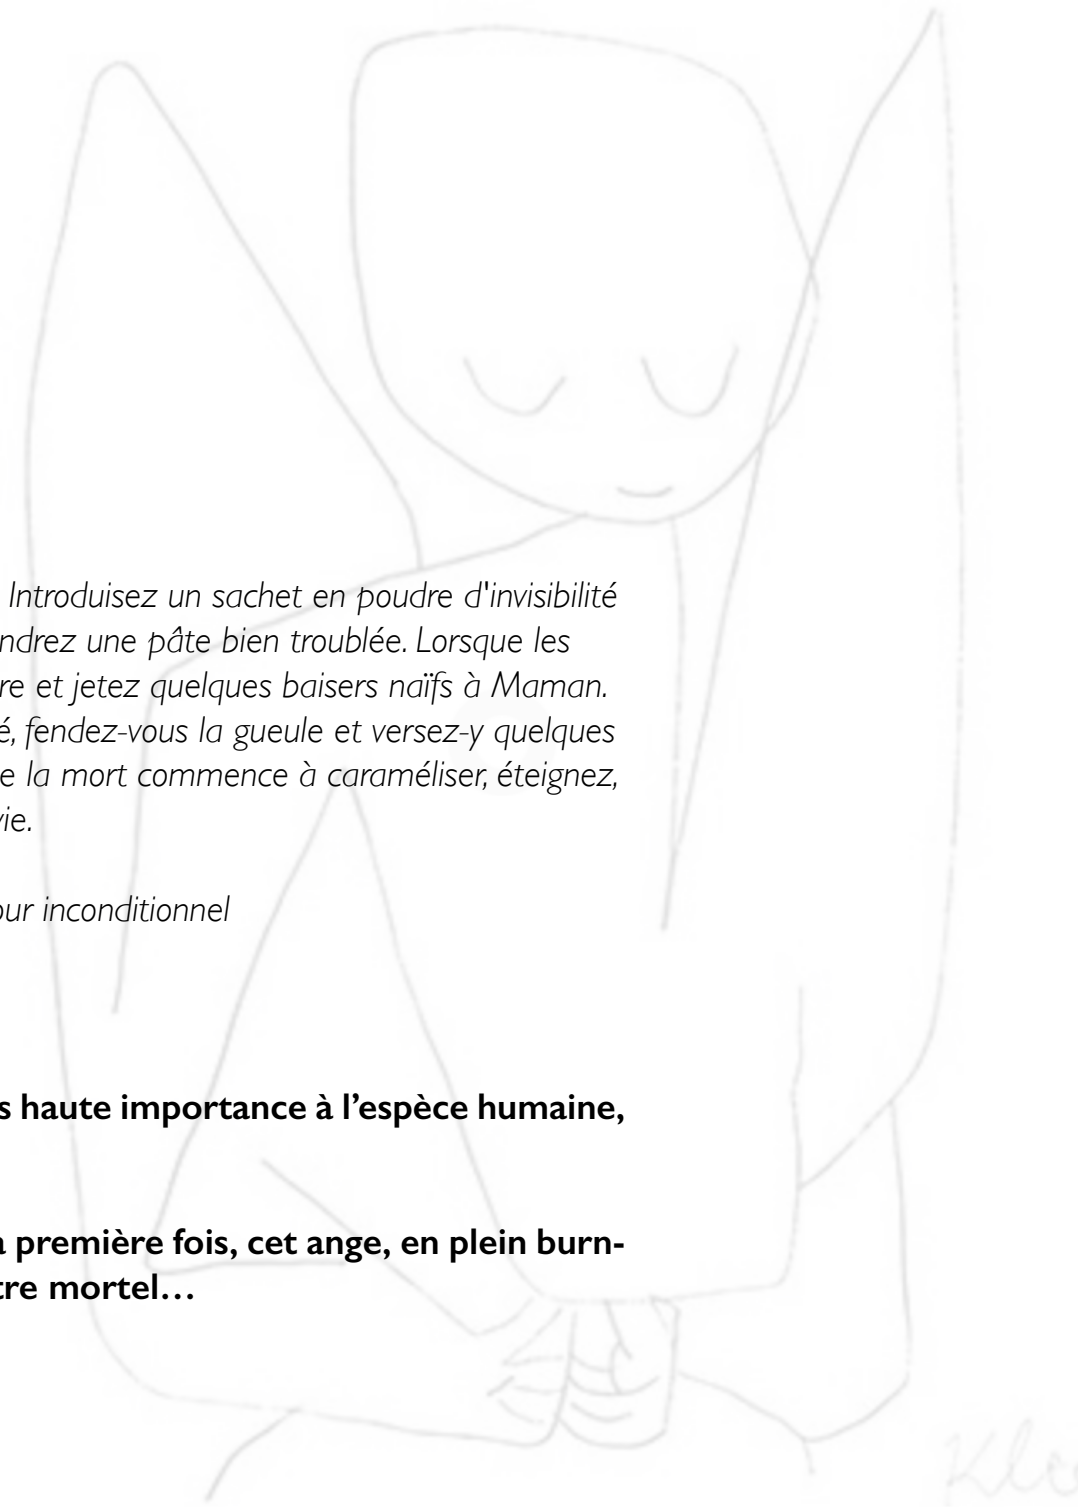 Introduisez un sachet en poudre d'invisibilité
ndrez une pâte bien troublée. Lorsque les
re et jetez quelques baisers naïfs à Maman.
é, fendez-vous la gueule et versez-y quelques
e la mort commence à caraméliser, éteignez,
vie.
our inconditionnel
s haute importance à l’espèce humaine,
a première fois, cet ange, en plein burn-
tre mortel…